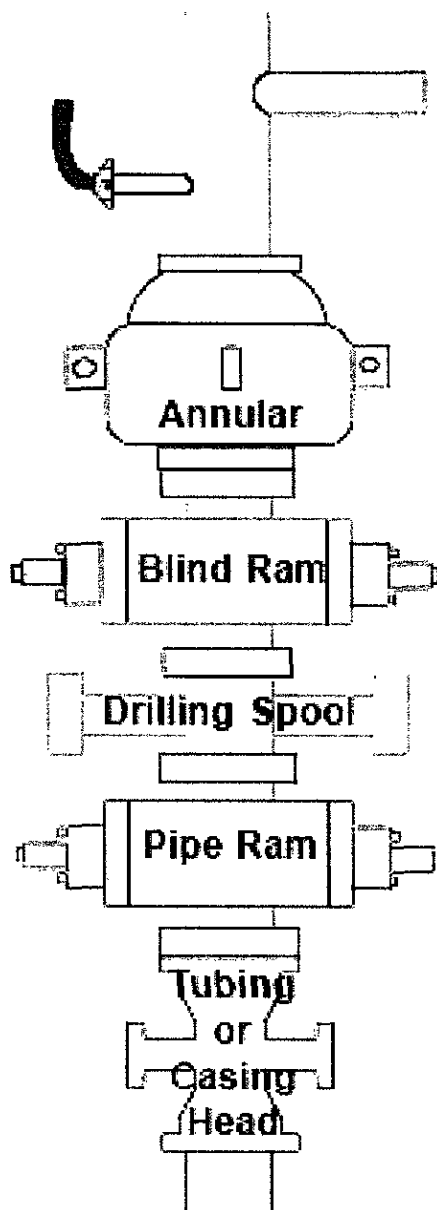 Annular
Blind Ram
Drilling Spool
Pipe Ram
Tubing
or
Casing
Head